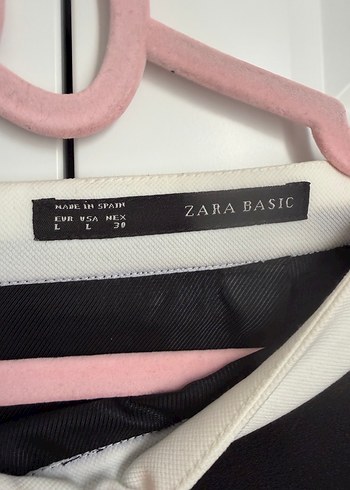 MADE IN SPAIN
EUR USA MEX
L L 30
ZARA BASIC